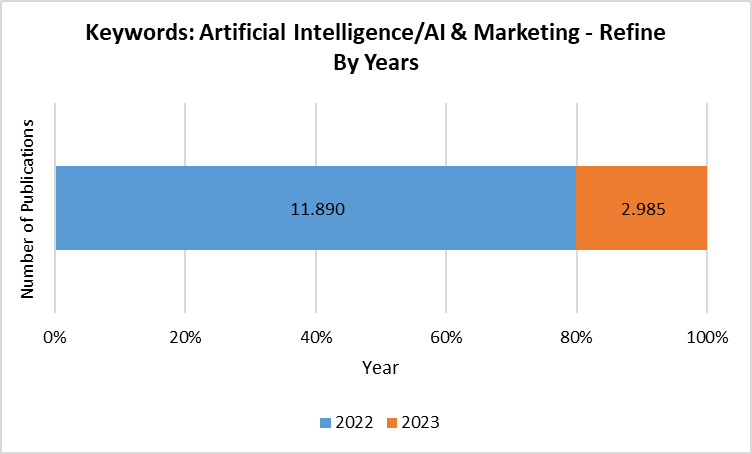 Keywords: Artificial Intelligence/AI & Marketing - Refine
By Years
Number of Publications
11.890
2.985
0%
20%
40%
60%
80%
100%
Year
2022
2023